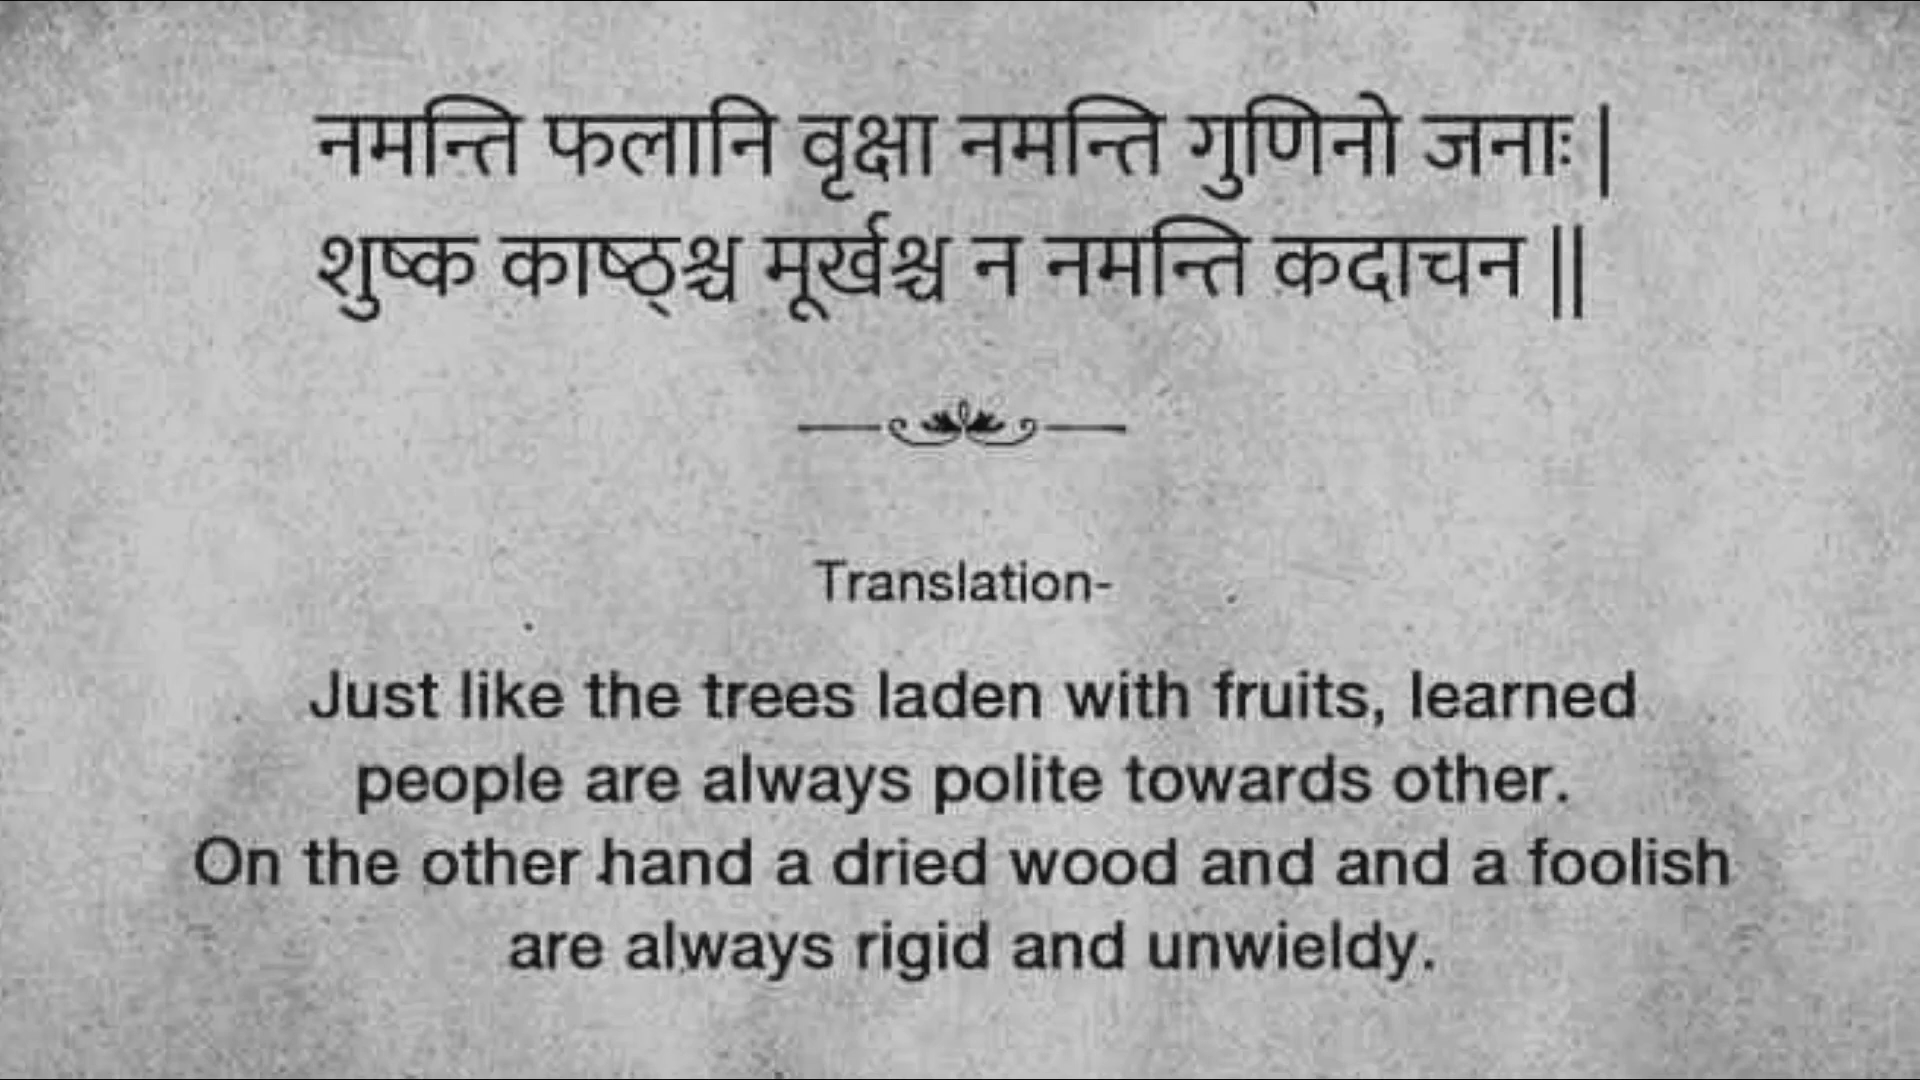 नमन्ति फलानि वृक्षा नमन्ति गुणिनो जनाः |
शुष्क काष्ठ्श्च मूर्खश्च न नमन्ति कदाचन ||
Translation-
Just like the trees laden with fruits, learned
people are always polite towards other.
On the other hand a dried wood and and a foolish
are always rigid and unwieldy.